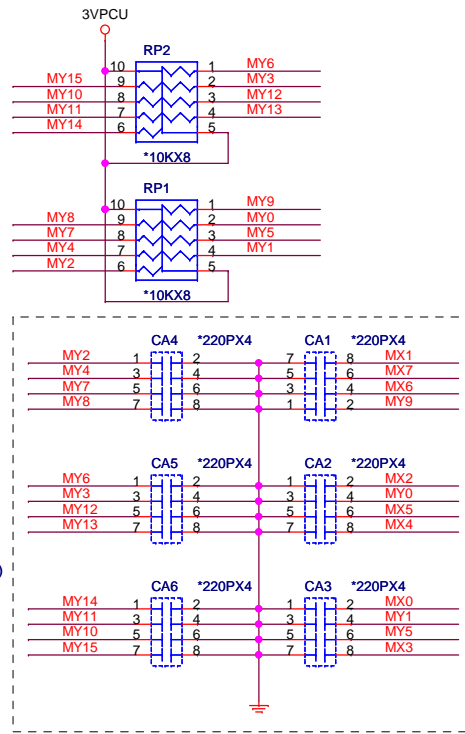 3VPCU
RP2
10 1 MY6
MY15 9 2 MY3
MY10 8 3 MY12
MY11 7 4 MY13
MY14 6 5
*10KX8
RP1
10 1 MY9
MY8 9 2 MY0
MY7 8 3 MY5
MY4 7 4 MY1
MY2 6 5
*10KX8
CA4 *220PX4 CA1 *220PX4
MY2 1 2 7 8 MX1
MY4 3 4 5 6 MX7
MY7 5 6 3 4 MX6
MY8 7 8 1 2 MY9
CA5 *220PX4 CA2 *220PX4
MY6 1 2 1 2 MX2
MY3 3 4 3 4 MY0
MY12 5 6 5 6 MX5
MY13 7 8 7 8 MX4
)
CA6 *220PX4 CA3 *220PX4
MY14 1 2 1 2 MX0
MY11 3 4 3 4 MY1
MY10 5 6 5 6 MY5
MY15 7 8 7 8 MX3